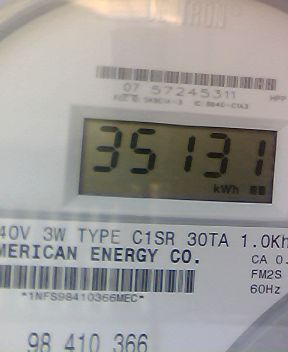 07 57245311
35131
kWh
40V 3W TYPE C1SR 30TA 1.0Kh
MERICAN ENERGY CO.
CA 0.
FM2S
60Hz
*1NFS98410366MEC*
98 410 366